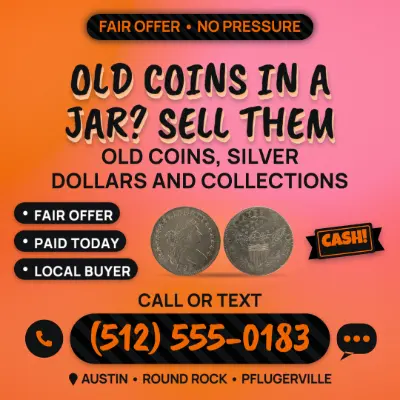 FAIR OFFER • NO PRESSURE
OLD COINS IN A
JAR? SELL THEM
OLD COINS, SILVER
DOLLARS AND COLLECTIONS
• FAIR OFFER
• PAID TODAY
• LOCAL BUYER
CASH!
CALL OR TEXT
(512) 555-0183
AUSTIN • ROUND ROCK • PFLUGERVILLE